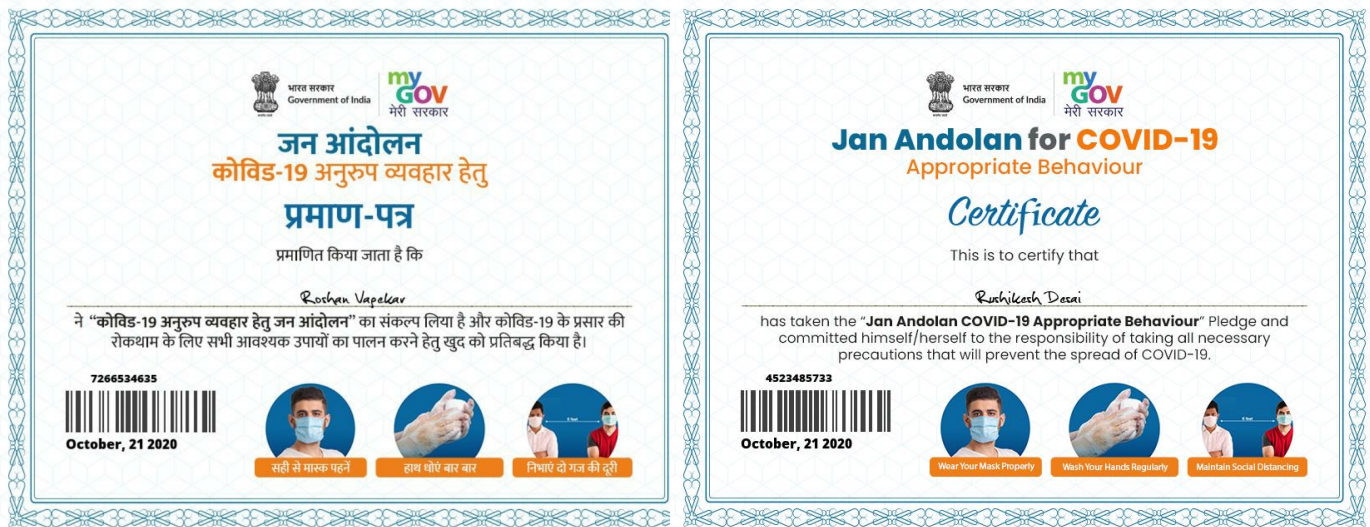 भारत सरकार
Government of India
my
GOV
मेरी सरकार
जन आंदोलन
कोविड-19 अनुरुप व्यवहार हेतु
प्रमाण-पत्र
प्रमाणित किया जाता है कि
Roshan Vapekar
ने “कोविड-19 अनुरुप व्यवहार हेतु जन आंदोलन” का संकल्प लिया है और कोविड-19 के प्रसार की
रोकथाम के लिए सभी आवश्यक उपायों का पालन करने हेतु खुद को प्रतिबद्ध किया है।
7266534635
October, 21 2020
सही से मास्क पहनें
हाथ धोएं बार बार
6 feet
निभाएं दो गज की दूरी
भारत सरकार
Government of India
my
GOV
मेरी सरकार
Jan Andolan for COVID-19
Appropriate Behaviour
Certificate
This is to certify that
Rushikesh Desai
has taken the “Jan Andolan COVID-19 Appropriate Behaviour” Pledge and
committed himself/herself to the responsibility of taking all necessary
precautions that will prevent the spread of COVID-19.
4523485733
October, 21 2020
Wear Your Mask Properly
Wash Your Hands Regularly
6 feet
Maintain Social Distancing